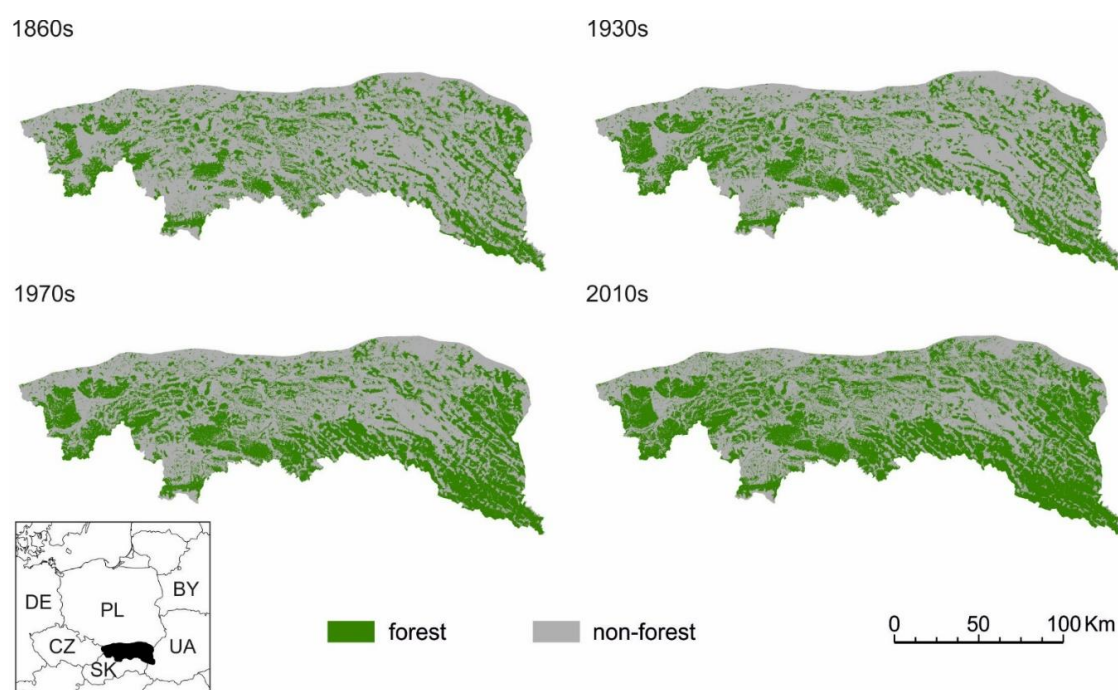 1860s
1930s
1970s
2010s
DE
PL
BY
CZ
SK
UA
forest
non-forest
0 50 100 Km